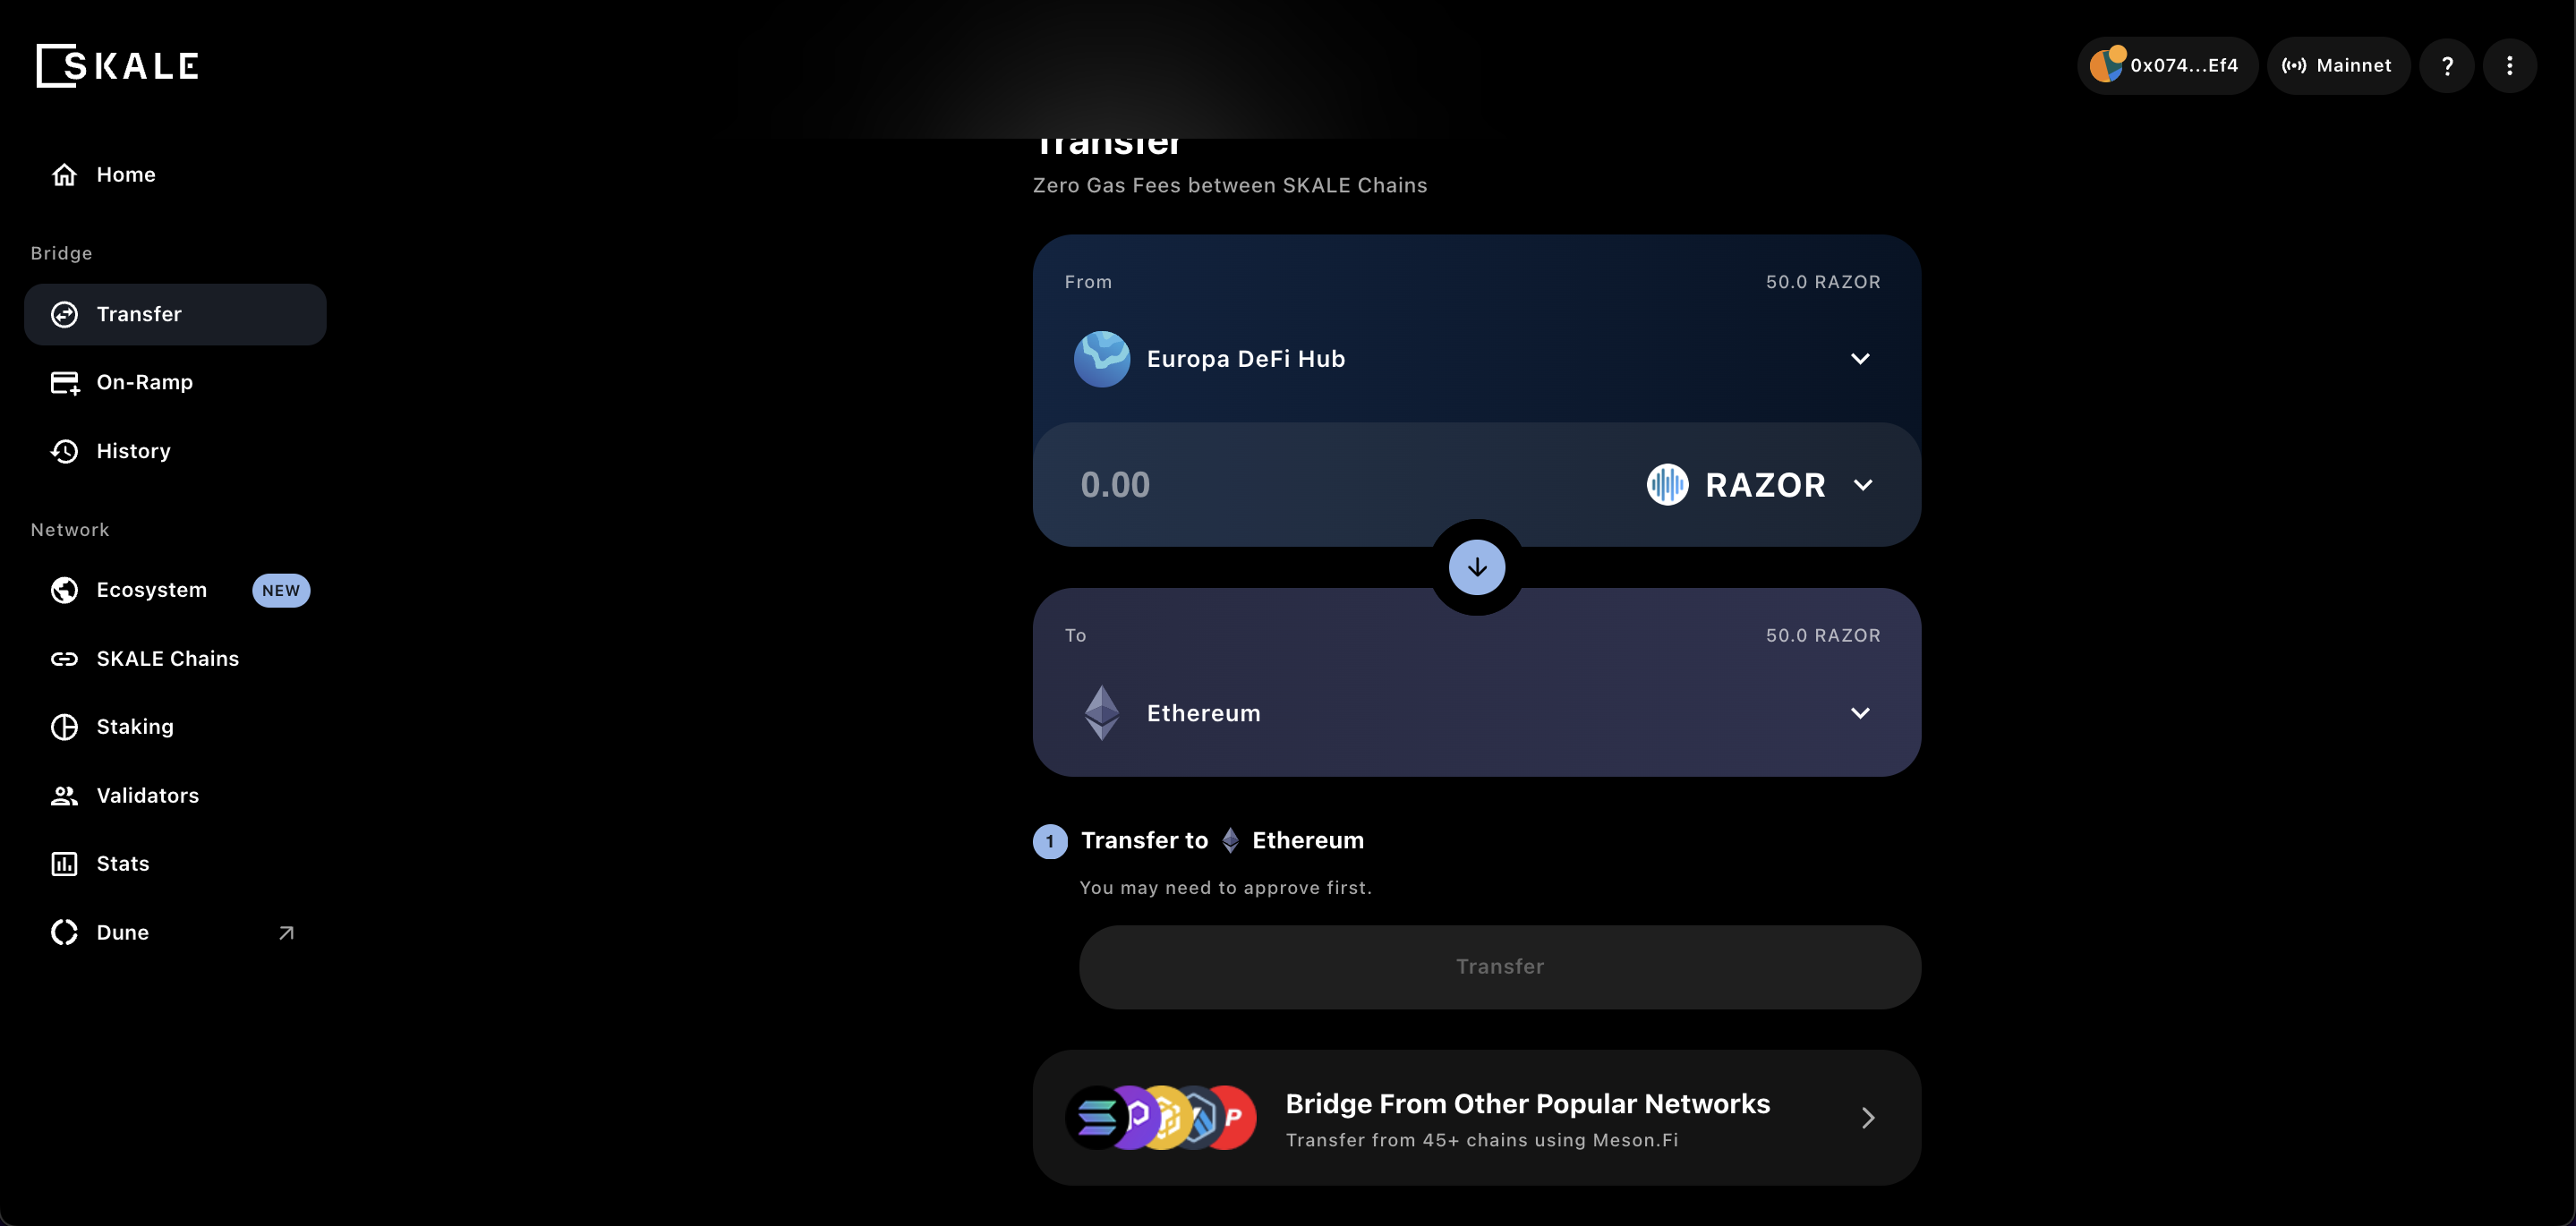 SKALE
0x074...Ef4
Mainnet
?
Home
Bridge
Transfer
On-Ramp
History
Network
Ecosystem
NEW
SKALE Chains
Staking
Validators
Stats
Dune
Transfer
Zero Gas Fees between SKALE Chains
From
50.0 RAZOR
Europa DeFi Hub
0.00
RAZOR
To
50.0 RAZOR
Ethereum
1 Transfer to Ethereum
You may need to approve first.
Transfer
P
Bridge From Other Popular Networks
Transfer from 45+ chains using Meson.Fi